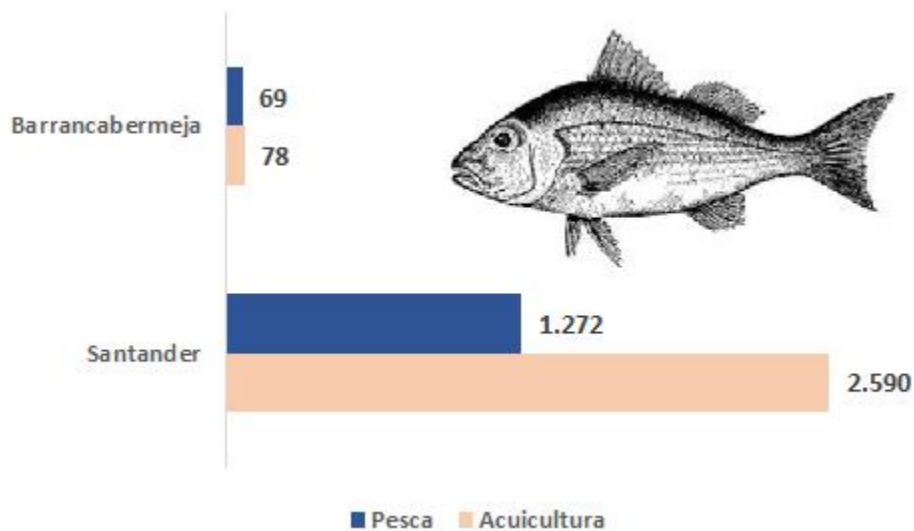 69
Barrancabermeja
78
1.272
Santander
2.590
Pesca Acuicultura